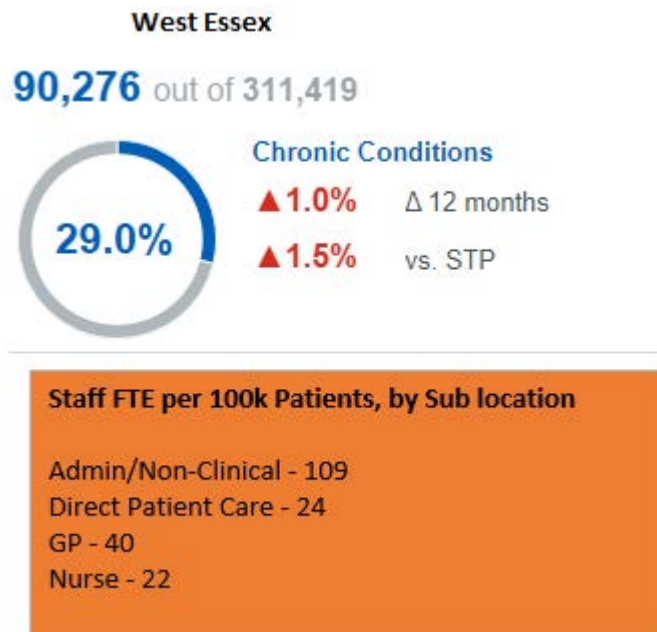 West Essex
90,276 out of 311,419
Chronic Conditions
29.0%
▲1.0% Δ 12 months
▲1.5% vs. STP
Staff FTE per 100k Patients, by Sub location
Admin/Non-Clinical - 109
Direct Patient Care - 24
GP - 40
Nurse - 22